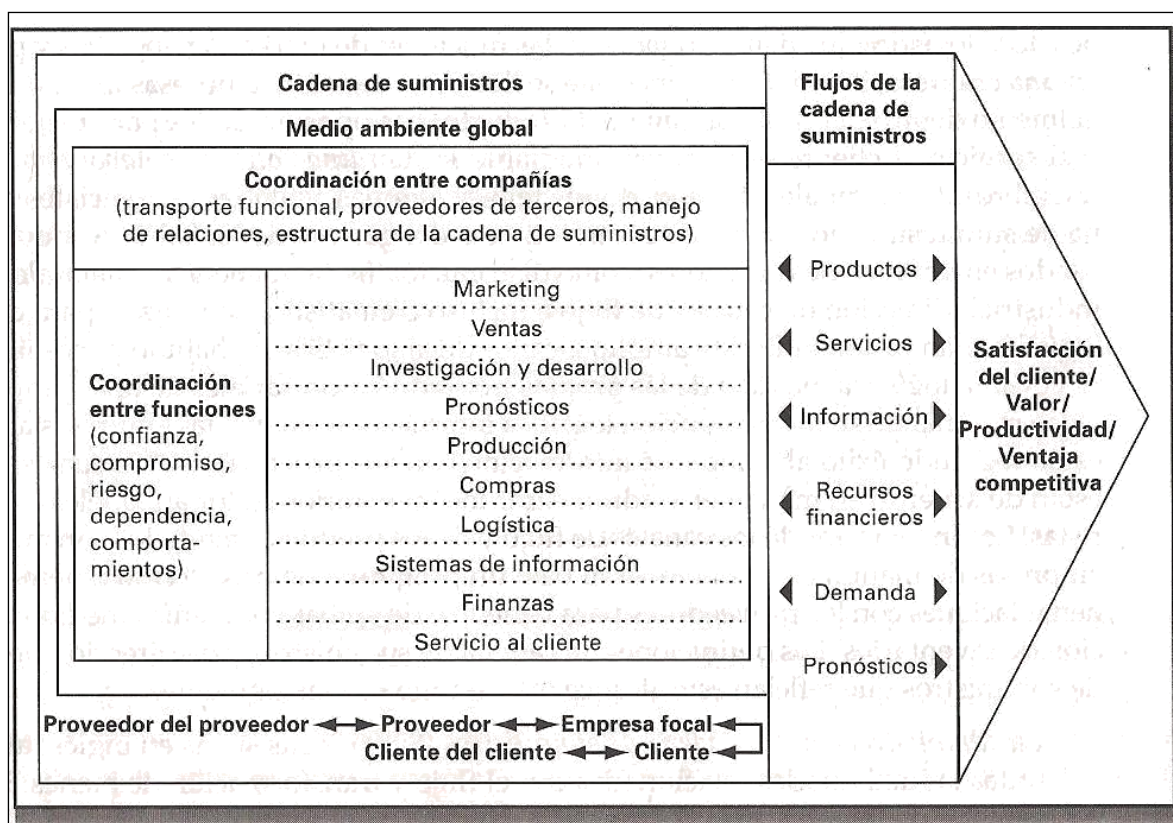 Cadena de suministros
Medio ambiente global
Coordinación entre compañías
(transporte funcional, proveedores de terceros, manejo
de relaciones, estructura de la cadena de suministros)
Coordinación
entre funciones
(confianza,
compromiso,
riesgo,
dependencia,
comporta-
mientos)
Marketing
Ventas
Investigación y desarrollo
Pronósticos
Producción
Compras
Logística
Sistemas de información
Finanzas
Servicio al cliente
Proveedor del proveedor Proveedor Empresa focal
Cliente del cliente Cliente
Flujos de la
cadena de
suministros
Productos
Servicios
Información
Recursos
financieros
Demanda
Pronósticos
Satisfacción
del cliente/
Valor/
Productividad/
Ventaja
competitiva